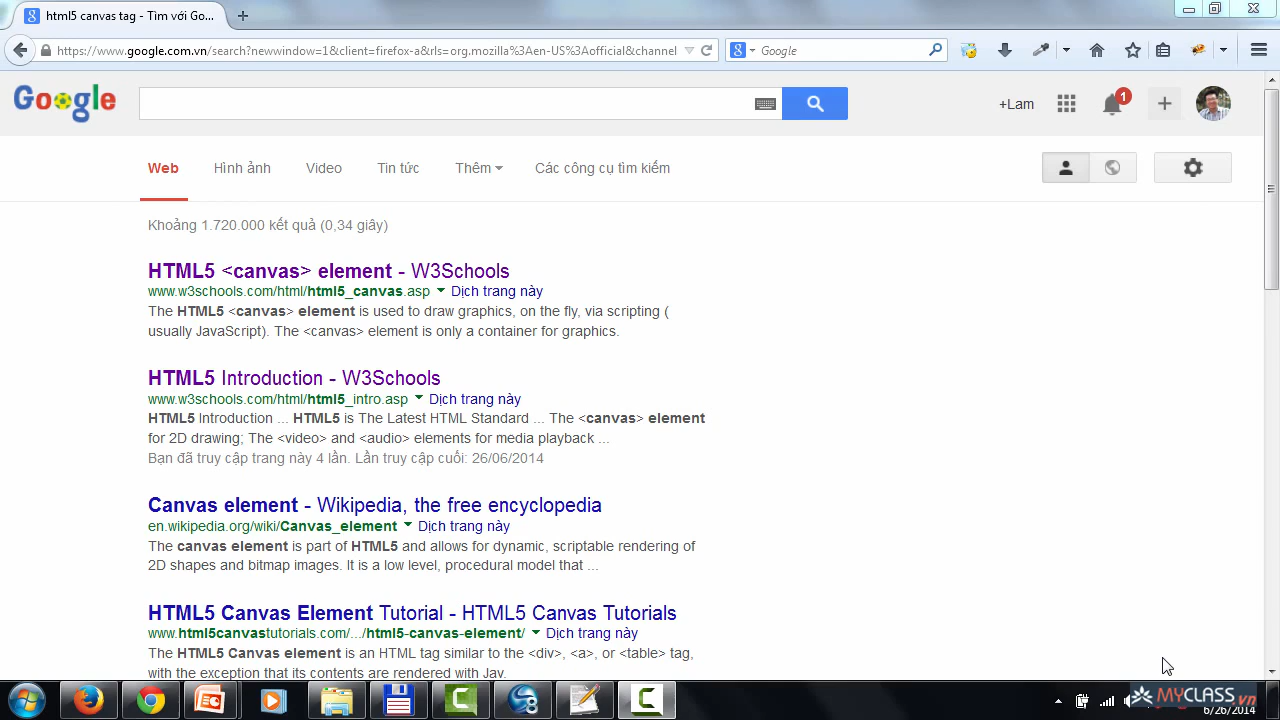 html5 canvas tag - Tìm với Go...
https://www.google.com.vn/search?newwindow=1&client=firefox-a&rls=org.mozilla%3Aen-US%3Aofficial&channel
Google
Google
+Lam
1
Web Hình ảnh Video Tin tức Thêm Các công cụ tìm kiếm
Khoảng 1.720.000 kết quả (0,34 giây)
HTML5 <canvas> element - W3Schools
www.w3schools.com/html/html5_canvas.asp Dịch trang này
The HTML5 <canvas> element is used to draw graphics, on the fly, via scripting (
usually JavaScript). The <canvas> element is only a container for graphics.
HTML5 Introduction - W3Schools
www.w3schools.com/html/html5_intro.asp Dịch trang này
HTML5 Introduction ... HTML5 is The Latest HTML Standard ... The <canvas> element
for 2D drawing; The <video> and <audio> elements for media playback ...
Bạn đã truy cập trang này 4 lần. Lần truy cập cuối: 26/06/2014
Canvas element - Wikipedia, the free encyclopedia
en.wikipedia.org/wiki/Canvas_element Dịch trang này
The canvas element is part of HTML5 and allows for dynamic, scriptable rendering of
2D shapes and bitmap images. It is a low level, procedural model that ...
HTML5 Canvas Element Tutorial - HTML5 Canvas Tutorials
www.html5canvastutorials.com/.../html5-canvas-element/ Dịch trang này
The HTML5 Canvas element is an HTML tag similar to the <div>, <a>, or <table> tag,
with the exception that its contents are rendered with Jav.
MYCLASS.VN
6/26/2014